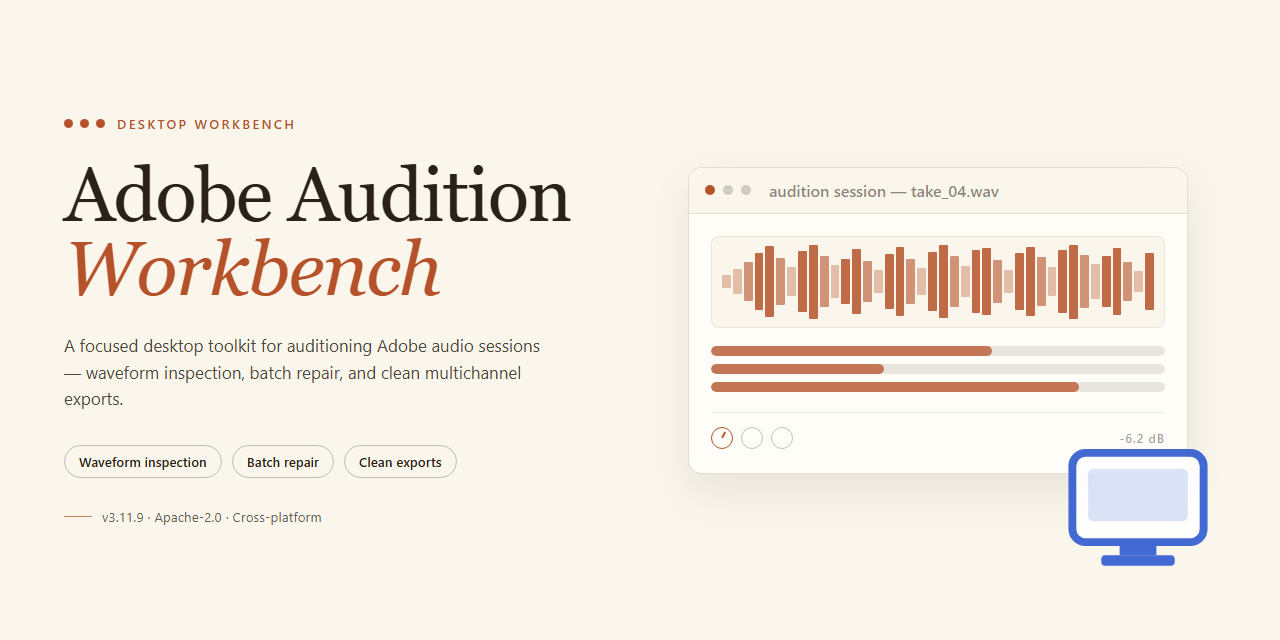 DESKTOP WORKBENCH
Adobe Audition
Workbench
A focused desktop toolkit for auditioning Adobe audio sessions
— waveform inspection, batch repair, and clean multichannel
exports.
Waveform inspection
Batch repair
Clean exports
v3.11.9 · Apache-2.0 · Cross-platform
audition session — take_04.wav
-6.2 dB